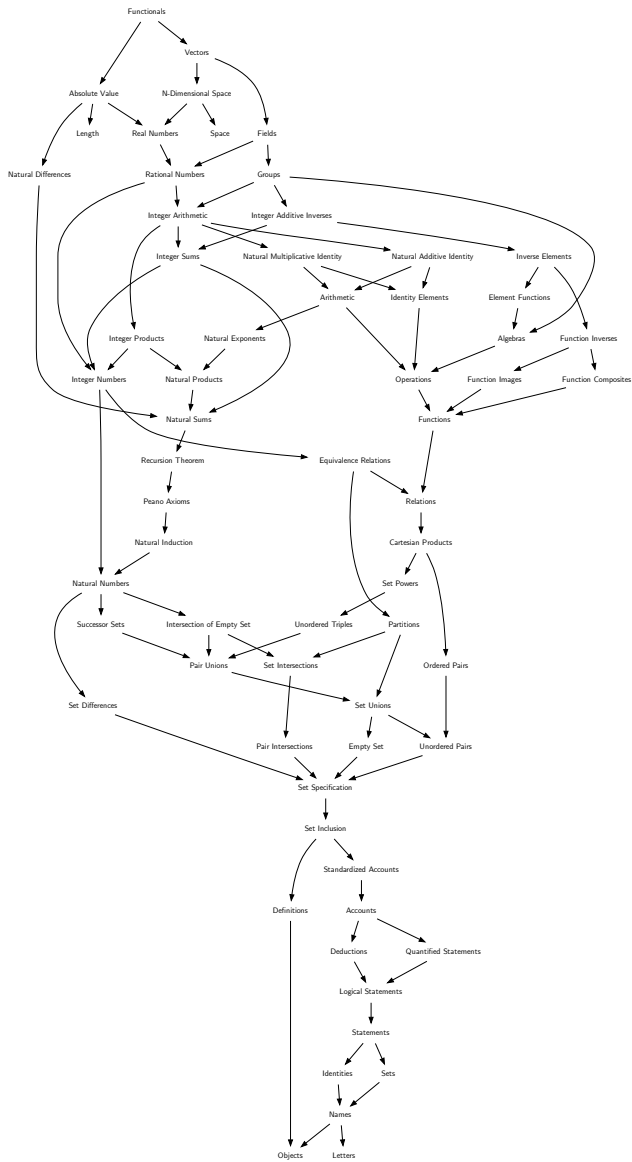 Functionals
Vectors
Absolute Value
N-Dimensional Space
Length
Real Numbers
Space
Fields
Natural Differences
Rational Numbers
Groups
Integer Arithmetic
Integer Additive Inverses
Integer Sums
Natural Multiplicative Identity
Natural Additive Identity
Inverse Elements
Arithmetic
Identity Elements
Element Functions
Integer Products
Natural Exponents
Algebras
Function Inverses
Integer Numbers
Natural Products
Operations
Function Images
Function Composites
Natural Sums
Functions
Recursion Theorem
Equivalence Relations
Peano Axioms
Relations
Natural Induction
Cartesian Products
Natural Numbers
Set Powers
Successor Sets
Intersection of Empty Set
Unordered Triples
Partitions
Pair Unions
Set Intersections
Ordered Pairs
Set Differences
Set Unions
Pair Intersections
Empty Set
Unordered Pairs
Set Specification
Set Inclusion
Standardized Accounts
Definitions
Accounts
Deductions
Quantified Statements
Logical Statements
Statements
Identities
Sets
Names
Objects
Letters